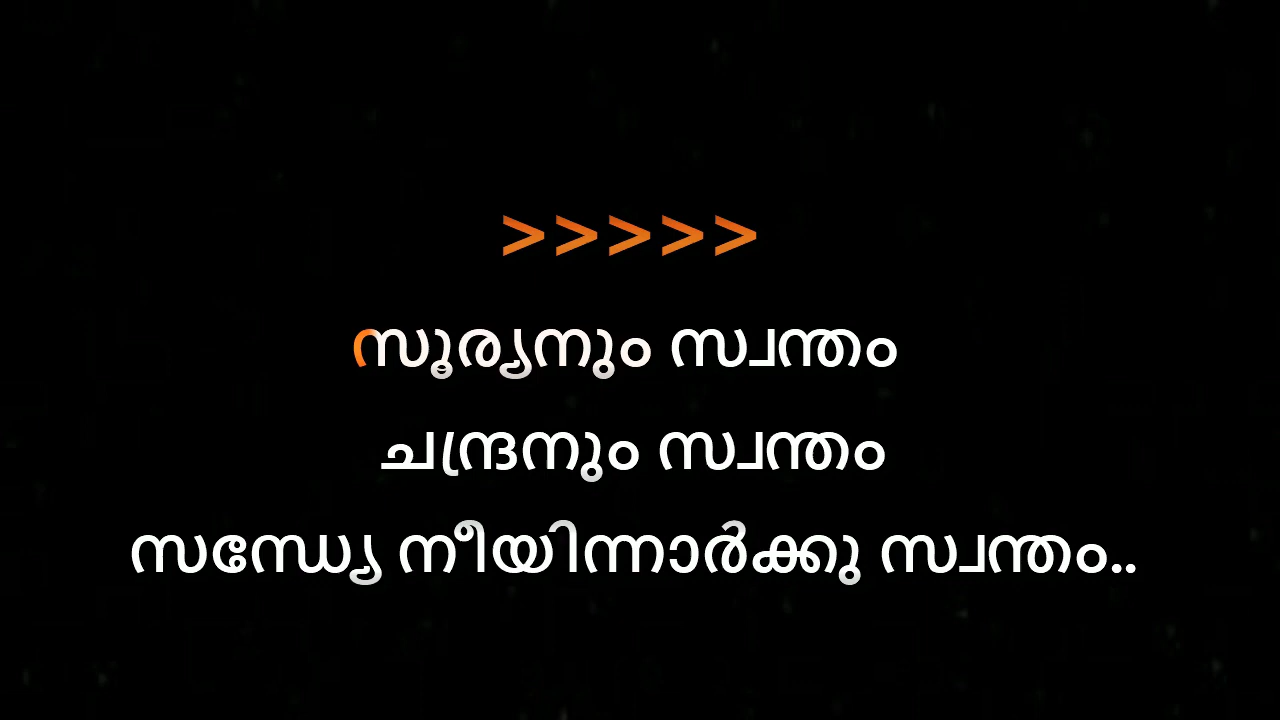 >>>>>
സൂര്യനും സ്വന്തം
ചന്ദ്രനും സ്വന്തം
സന്ധ്യേ നീയിന്നാർക്കു സ്വന്തം..